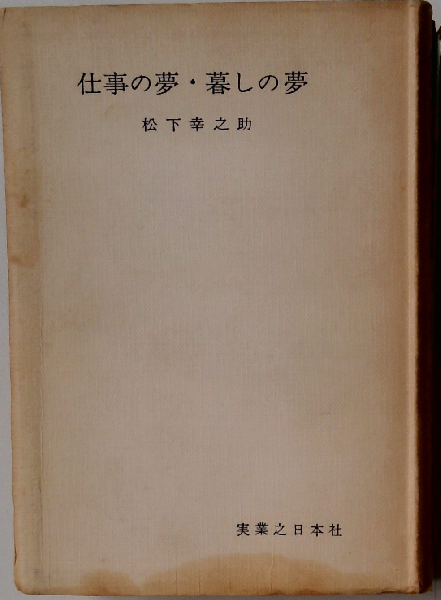 仕事の夢・暮しの夢
松下幸之助
実業之日本社